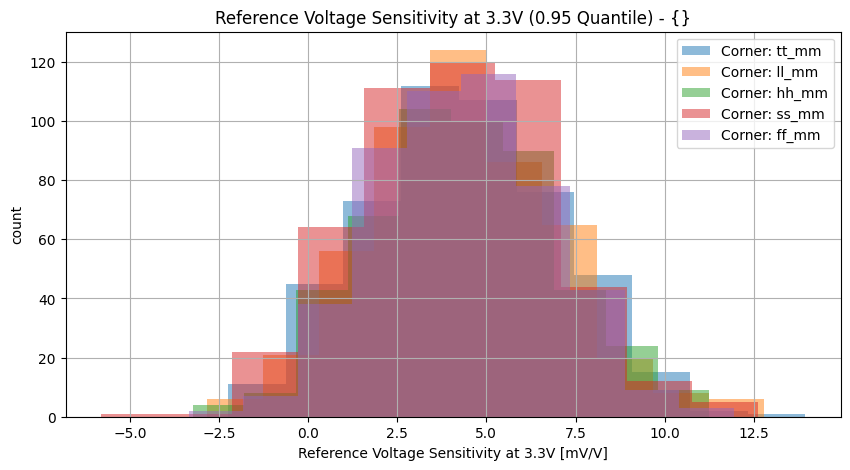 Reference Voltage Sensitivity at 3.3V (0.95 Quantile) - {}
Corner: tt_mm
Corner: ll_mm
Corner: hh_mm
Corner: ss_mm
Corner: ff_mm
120
100
80
60
40
20
0
count
−5.0 −2.5 0.0 2.5 5.0 7.5 10.0 12.5
Reference Voltage Sensitivity at 3.3V [mV/V]